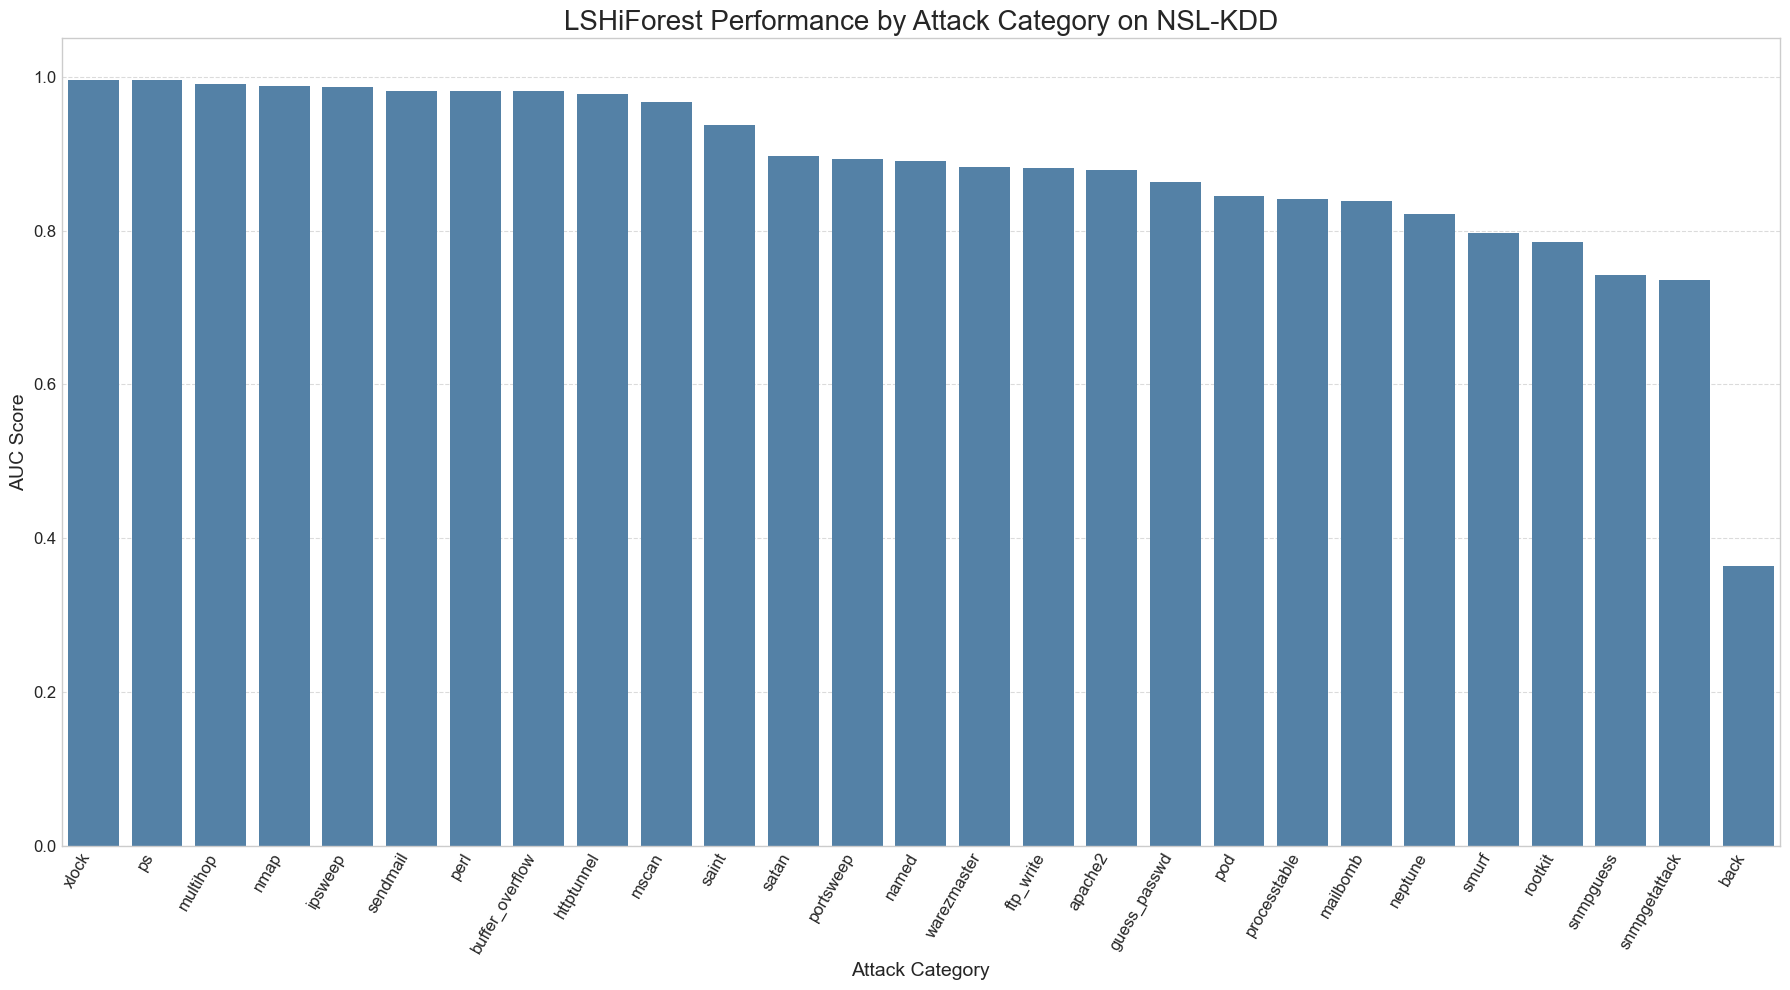 LSHiForest Performance by Attack Category on NSL-KDD
AUC Score
1.0
0.8
0.6
0.4
0.2
0.0
xlock
ps
multihop
nmap
ipsweep
sendmail
perl
buffer_overflow
httptunnel
mscan
saint
satan
portsweep
named
warezmaster
ftp_write
apache2
guess_passwd
pod
processtable
mailbomb
neptune
smurf
rootkit
snmpguess
snmpgetattack
back
Attack Category